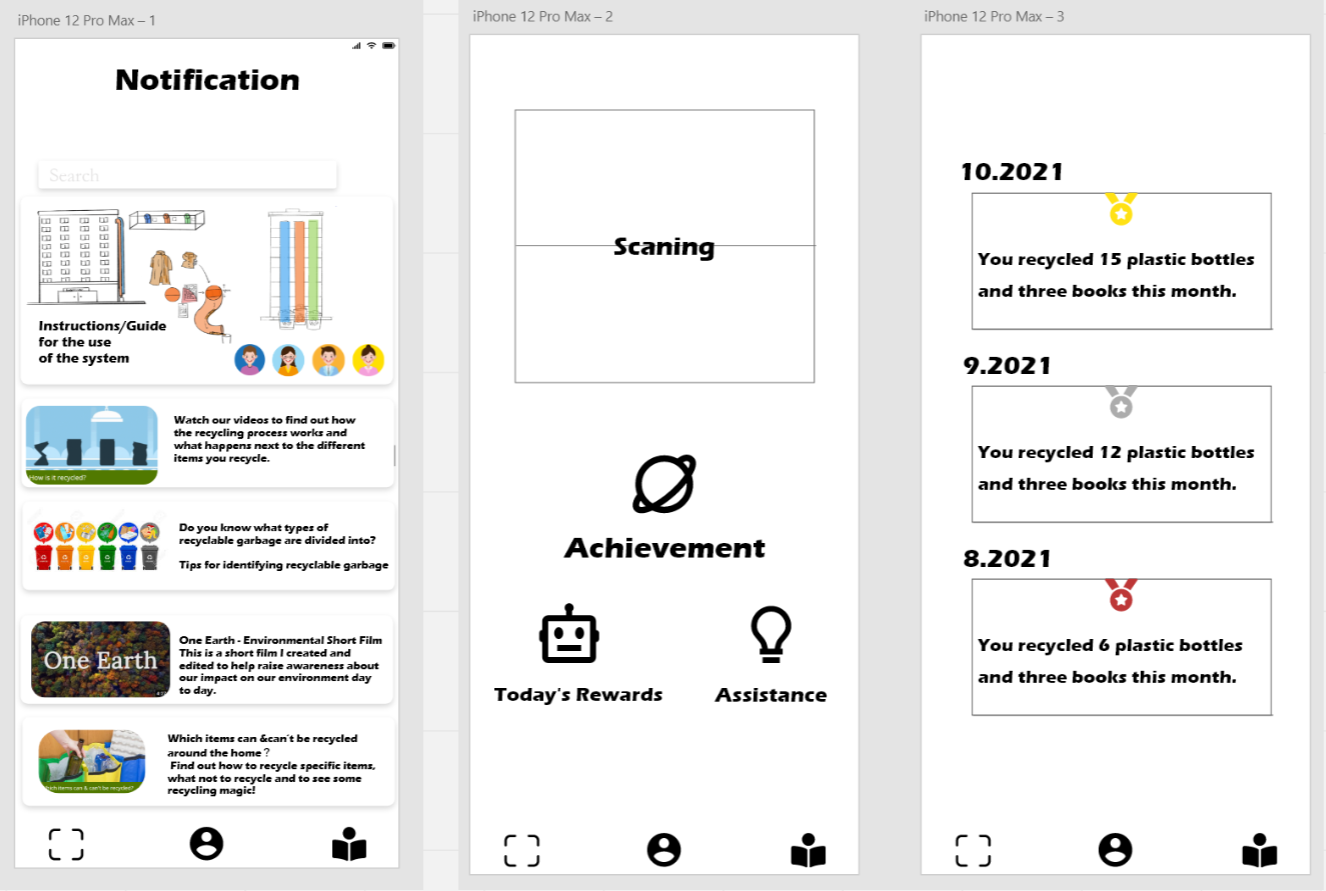 iPhone 12 Pro Max – 1
Notification
Search
Instructions/Guide
for the use
of the system
How is it recycled?
Watch our videos to find out how
the recycling process works and
what happens next to the different
items you recycle.
Do you know what types of
recyclable garbage are divided into?
Tips for identifying recyclable garbage
One Earth
One Earth - Environmental Short Film
This is a short film I created and
edited to help raise awareness about
our impact on our environment day
to day.
Which items can & can't be recycled?
Which items can &can't be recycled
around the home ?
Find out how to recycle specific items,
what not to recycle and to see some
recycling magic!
iPhone 12 Pro Max – 2
Scaning
Achievement
Today's Rewards
Assistance
iPhone 12 Pro Max – 3
10.2021
You recycled 15 plastic bottles
and three books this month.
9.2021
You recycled 12 plastic bottles
and three books this month.
8.2021
You recycled 6 plastic bottles
and three books this month.